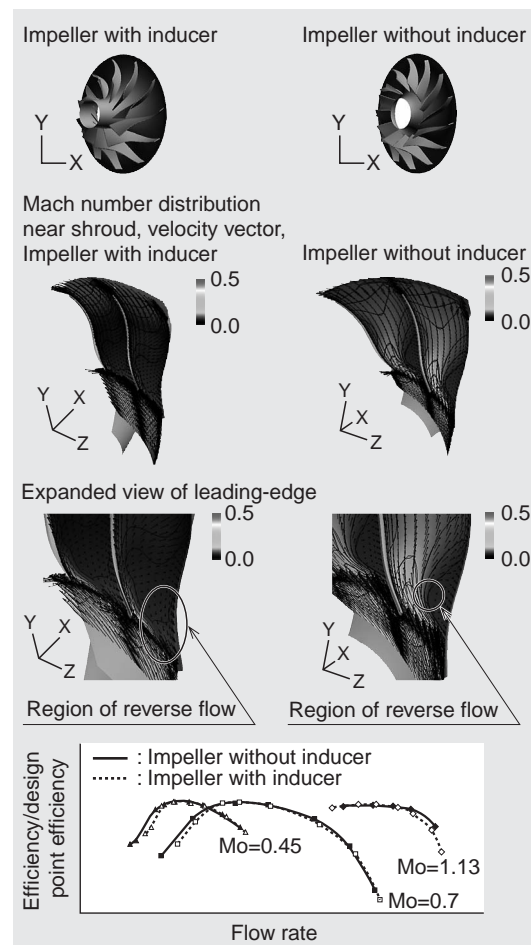 Impeller with inducer
Impeller without inducer
Y
X
Y
X
Mach number distribution
near shroud, velocity vector,
Impeller with inducer
Impeller without inducer
0.5
0.0
0.5
0.0
Y
X
Z
Y
X
Z
Expanded view of leading-edge
0.5
0.0
0.5
0.0
Y
X
Z
Y
X
Z
Region of reverse flow
Region of reverse flow
: Impeller without inducer
: Impeller with inducer
Efficiency/design
point efficiency
Mo=0.45
Mo=1.13
Mo=0.7
Flow rate